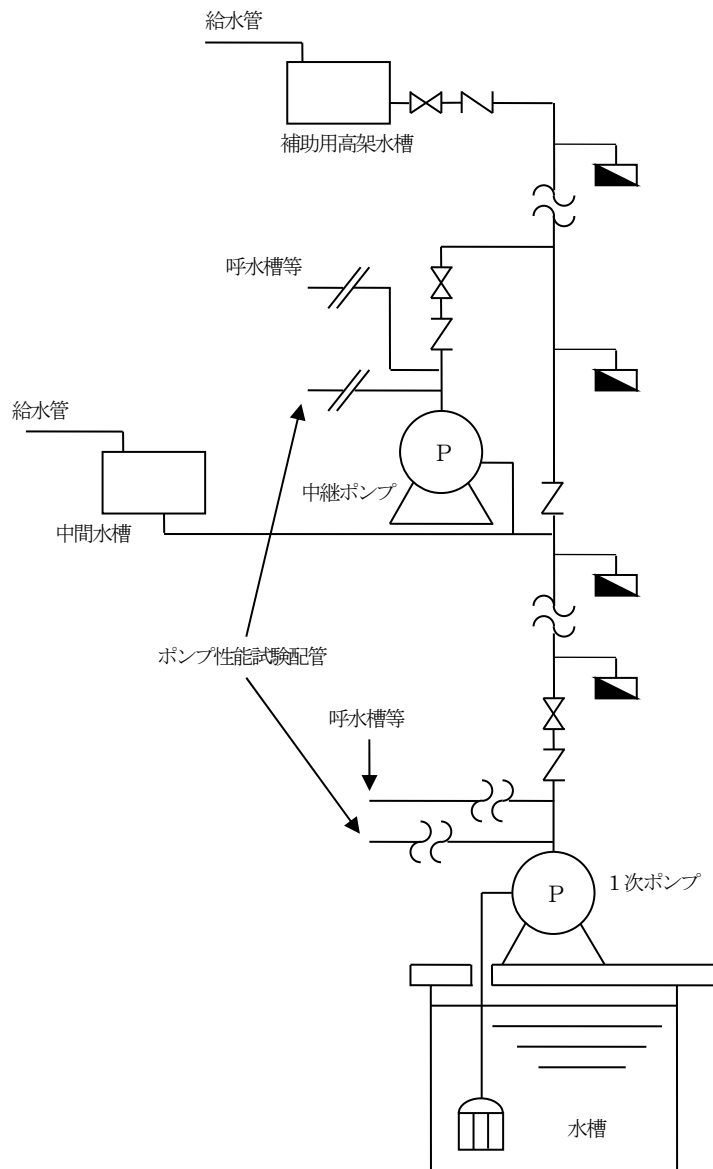 給水管
補助用高架水槽
呼水槽等
給水管
P
中継ポンプ
中間水槽
ポンプ性能試験配管
呼水槽等
P
1次ポンプ
水槽